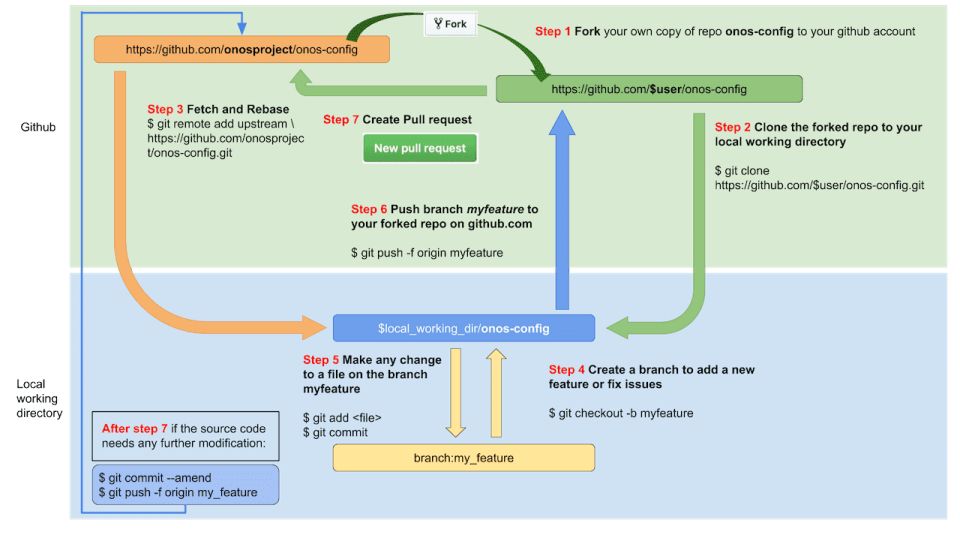 Fork
Step 1 Fork your own copy of repo onos-config to your github account
https://github.com/onosproject/onos-config
https://github.com/$user/onos-config
Step 3 Fetch and Rebase
$ git remote add upstream \
https://github.com/onosprojec
t/onos-config.git
Step 7 Create Pull request
New pull request
Github
Step 2 Clone the forked repo to your
local working directory
$ git clone
https://github.com/$user/onos-config.git
Step 6 Push branch myfeature to
your forked repo on github.com
$ git push -f origin myfeature
$local_working_dir/onos-config
Step 5 Make any change
to a file on the branch
myfeature
$ git add <file>
$ git commit
Step 4 Create a branch to add a new
feature or fix issues
$ git checkout -b myfeature
Local
working
directory
After step 7 if the source code
needs any further modification:
$ git commit --amend
$ git push -f origin my_feature
branch:my_feature